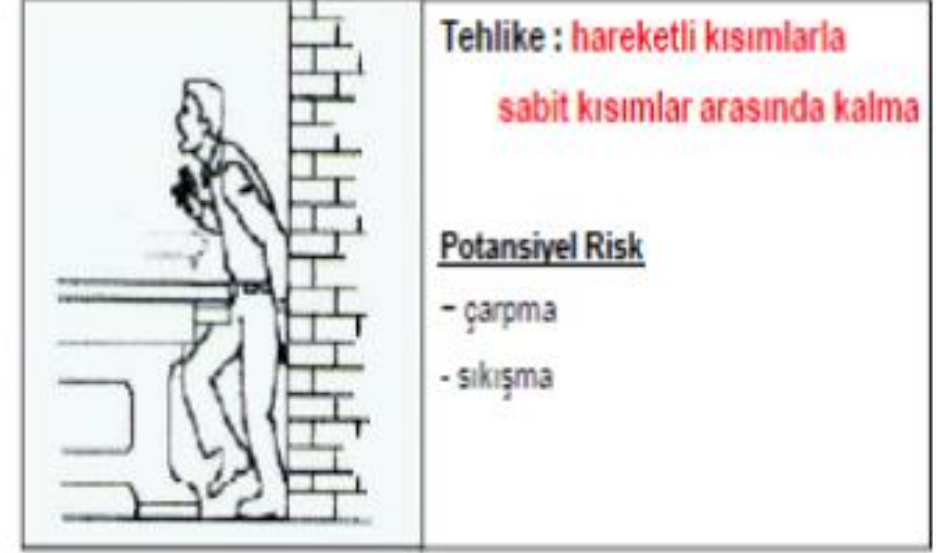 Tehlike : hareketli kısımlarla
sabit kısımlar arasında kalma
Potansiyel Risk
- çarpma
- sıkışma